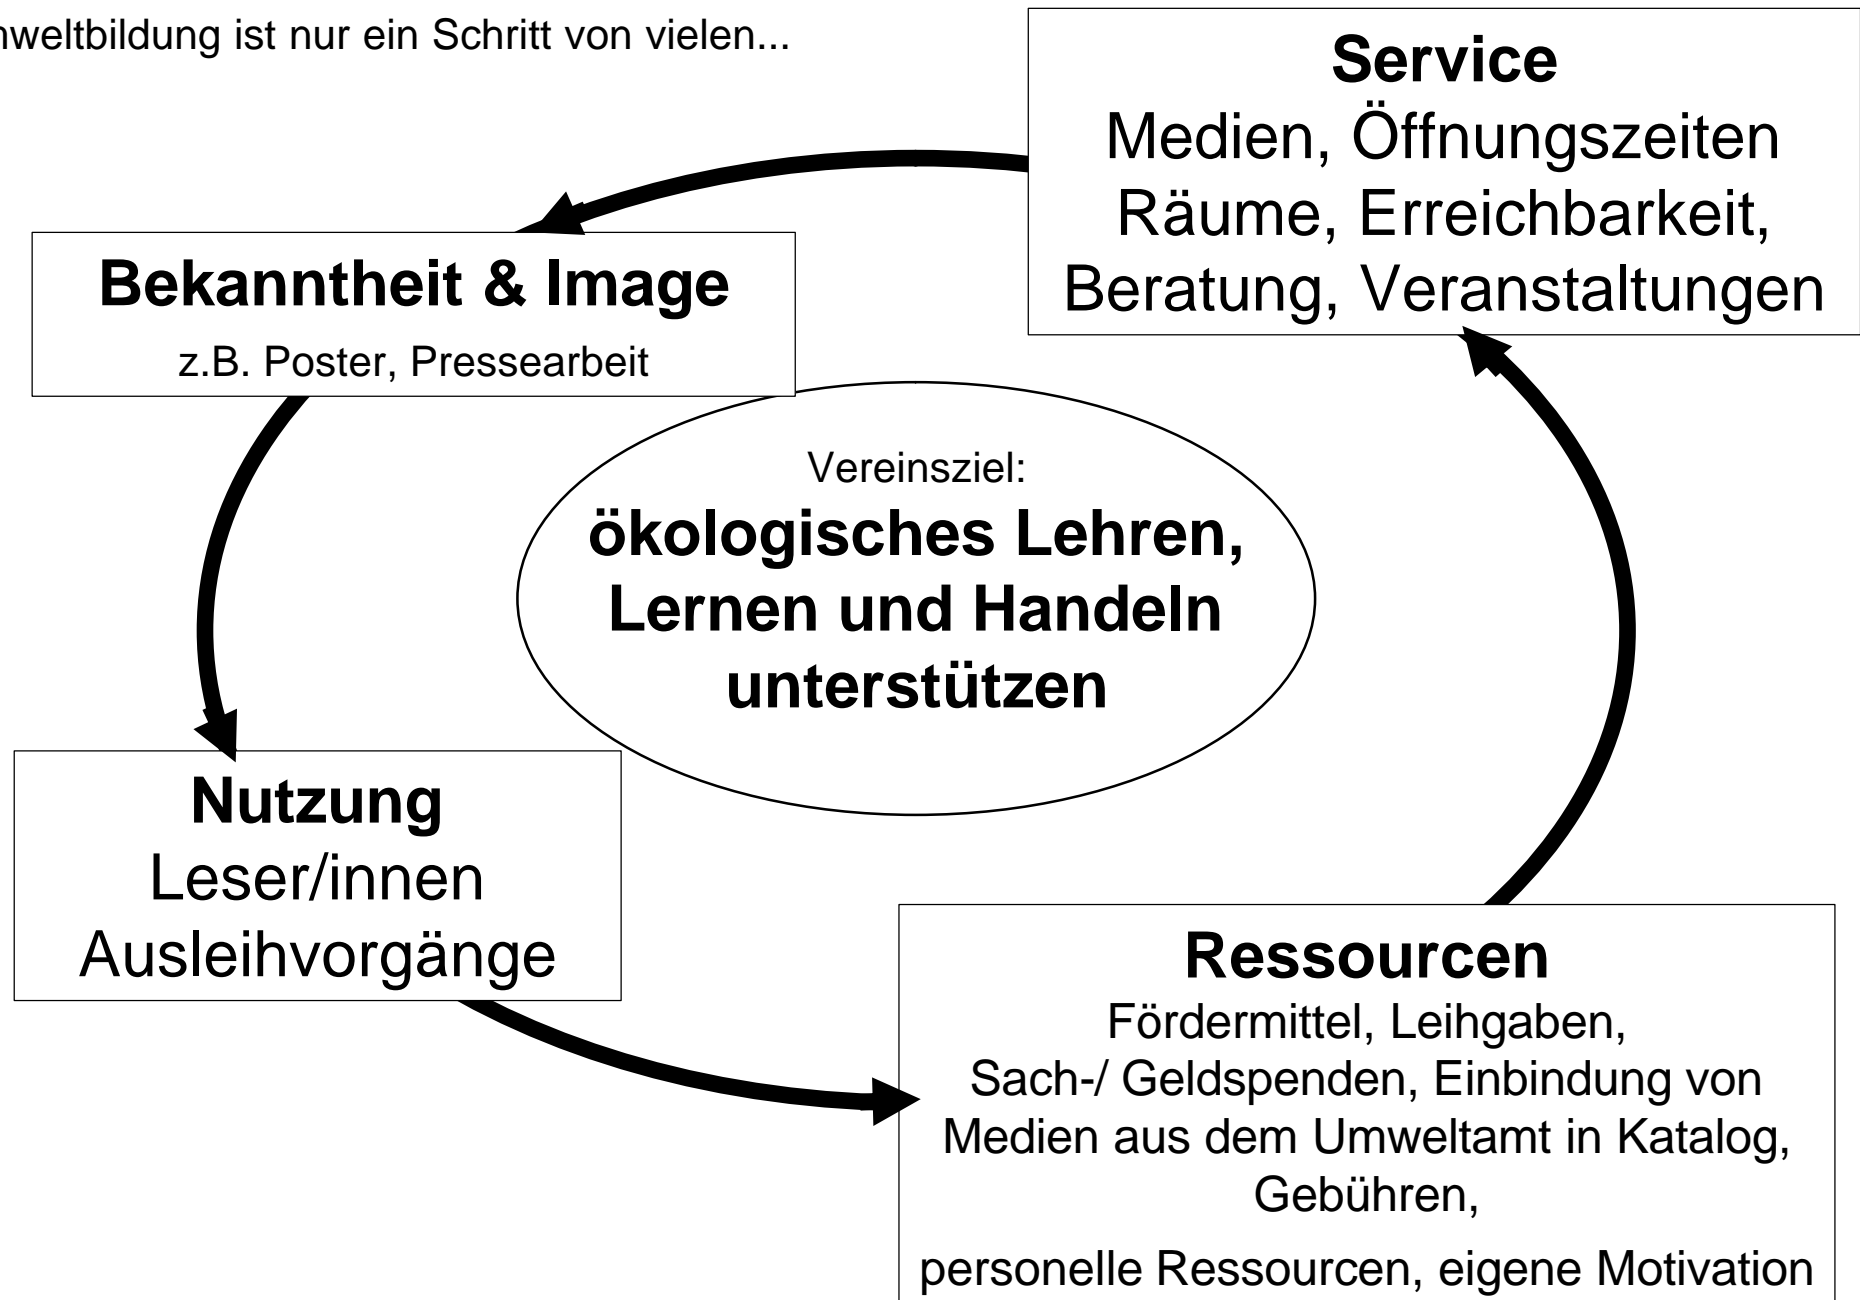 weltbildung ist nur ein Schritt von vielen...
Service
Medien, Öffnungszeiten
Räume, Erreichbarkeit,
Beratung, Veranstaltungen
Bekanntheit & Image
z.B. Poster, Pressearbeit
Vereinsziel:
ökologisches Lehren,
Lernen und Handeln
unterstützen
Nutzung
Leser/innen
Ausleihvorgänge
Ressourcen
Fördermittel, Leihgaben,
Sach-/ Geldspenden, Einbindung von
Medien aus dem Umweltamt in Katalog,
Gebühren,
personelle Ressourcen, eigene Motivation